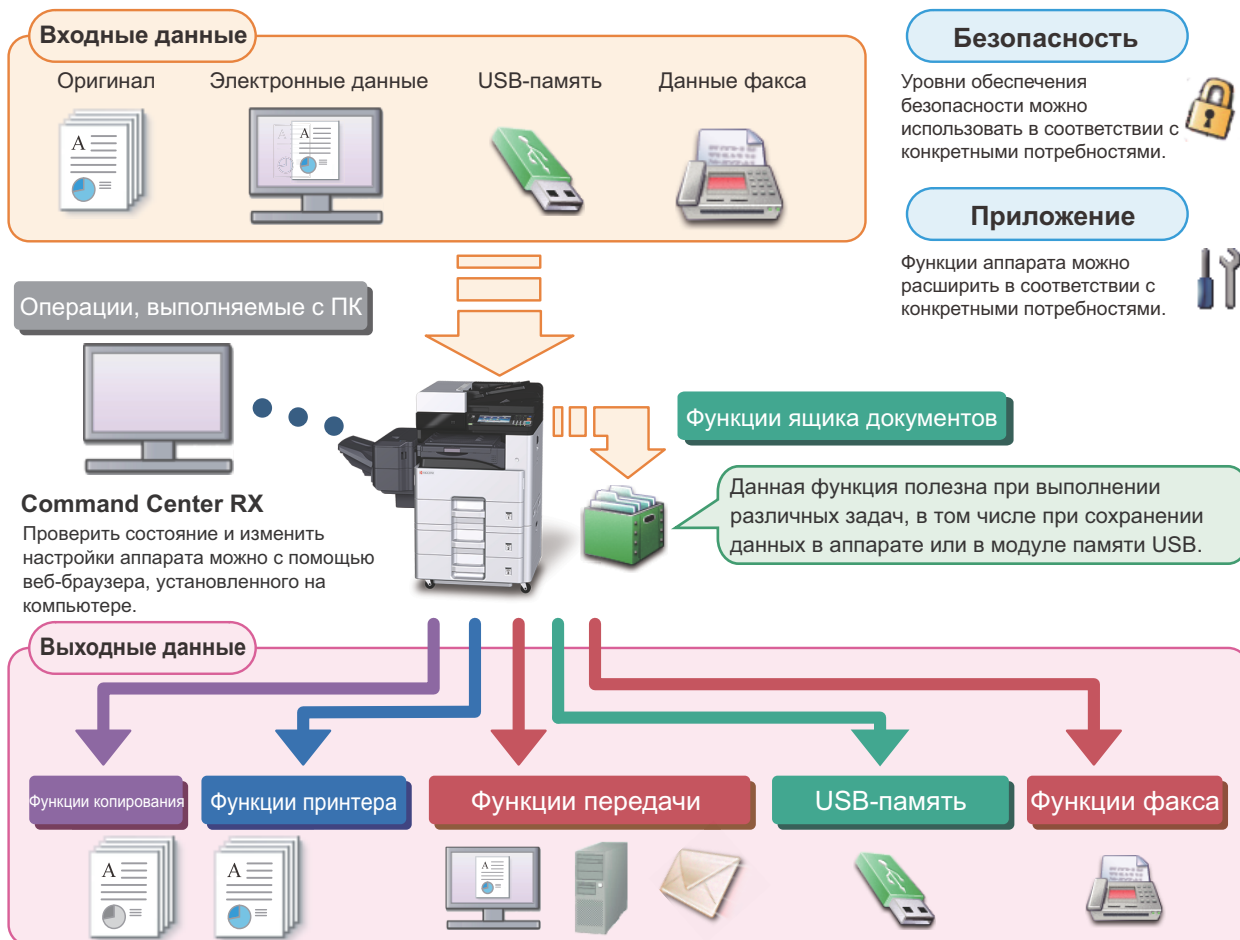 Входные данные
Оригинал
Электронные данные
USB-память
Данные факса
Безопасность
Уровни обеспечения
безопасности можно
использовать в соответствии с
конкретными потребностями.
Приложение
Функции аппарата можно
расширить в соответствии с
конкретными потребностями.
Операции, выполняемые с ПК
Command Center RX
Проверить состояние и изменить
настройки аппарата можно с помощью
веб-браузера, установленного на
компьютере.
Функции ящика документов
Данная функция полезна при выполнении
различных задач, в том числе при сохранении
данных в аппарате или в модуле памяти USB.
Выходные данные
Функции копирования
Функции принтера
Функции передачи
USB-память
Функции факса
A
A
A
A
A
A